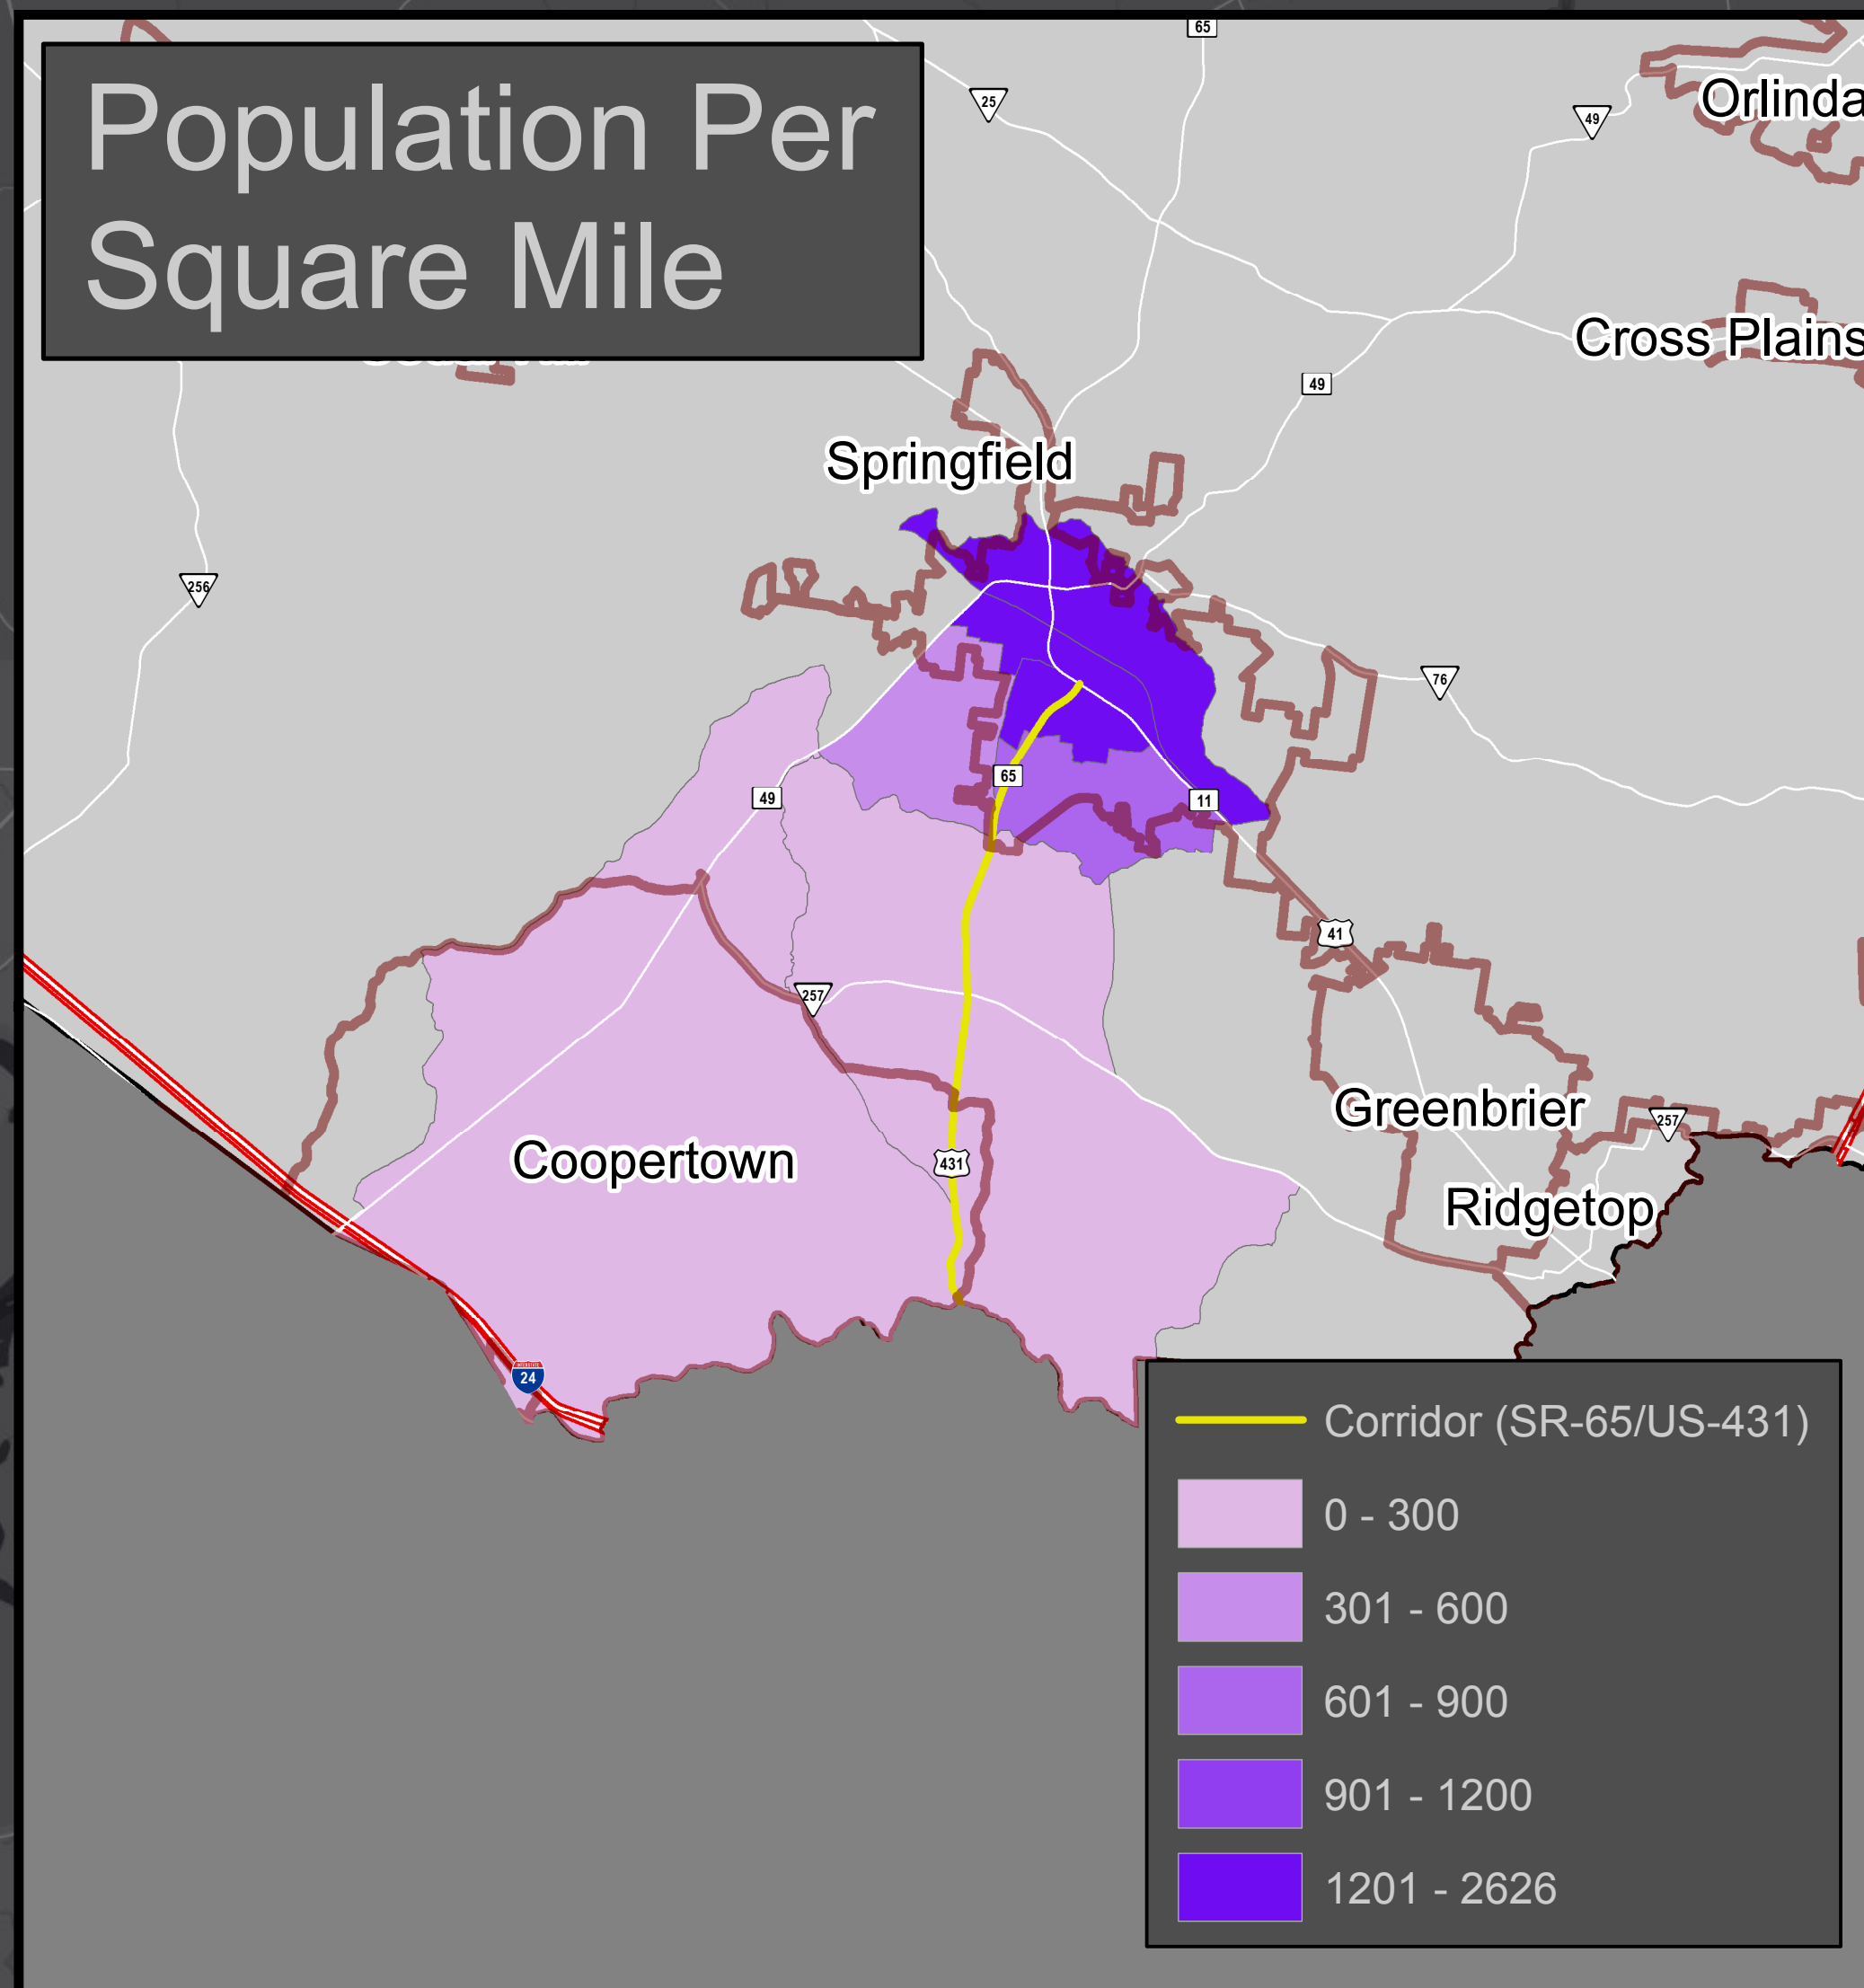 Population Per
Square Mile
65
25
49
Orlinda
Cross Plains
49
Springfield
256
76
65
49
11
41
257
Greenbrier
257
Coopertown
431
Ridgetop
24
Corridor (SR-65/US-431)
0 - 300
301 - 600
601 - 900
901 - 1200
1201 - 2626